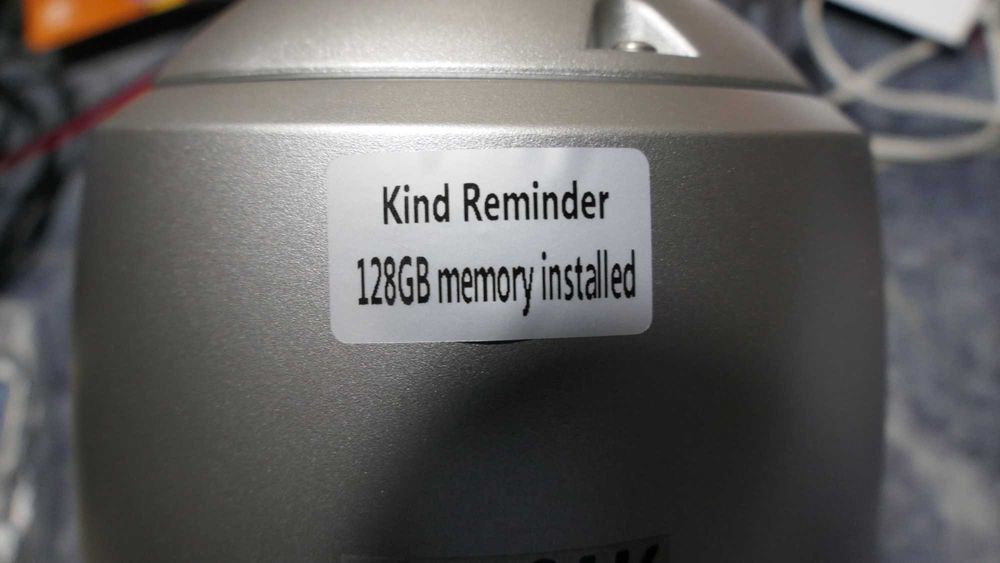 Kind Reminder
128GB memory installed